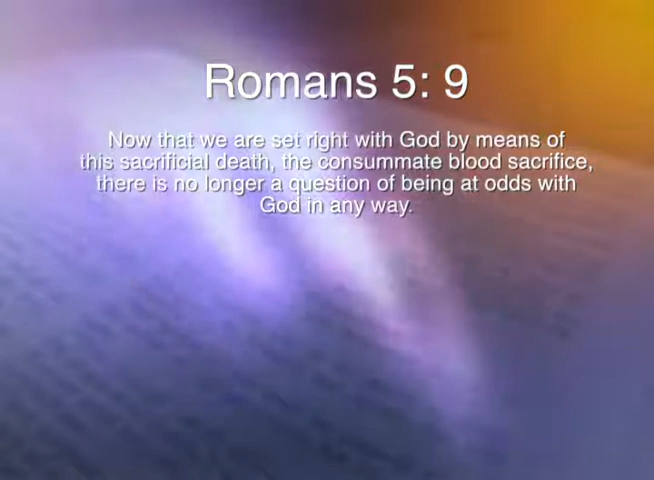 Romans 5: 9
Now that we are set right with God by means of
this sacrificial death, the consummate blood sacrifice,
there is no longer a question of being at odds with
God in any way.